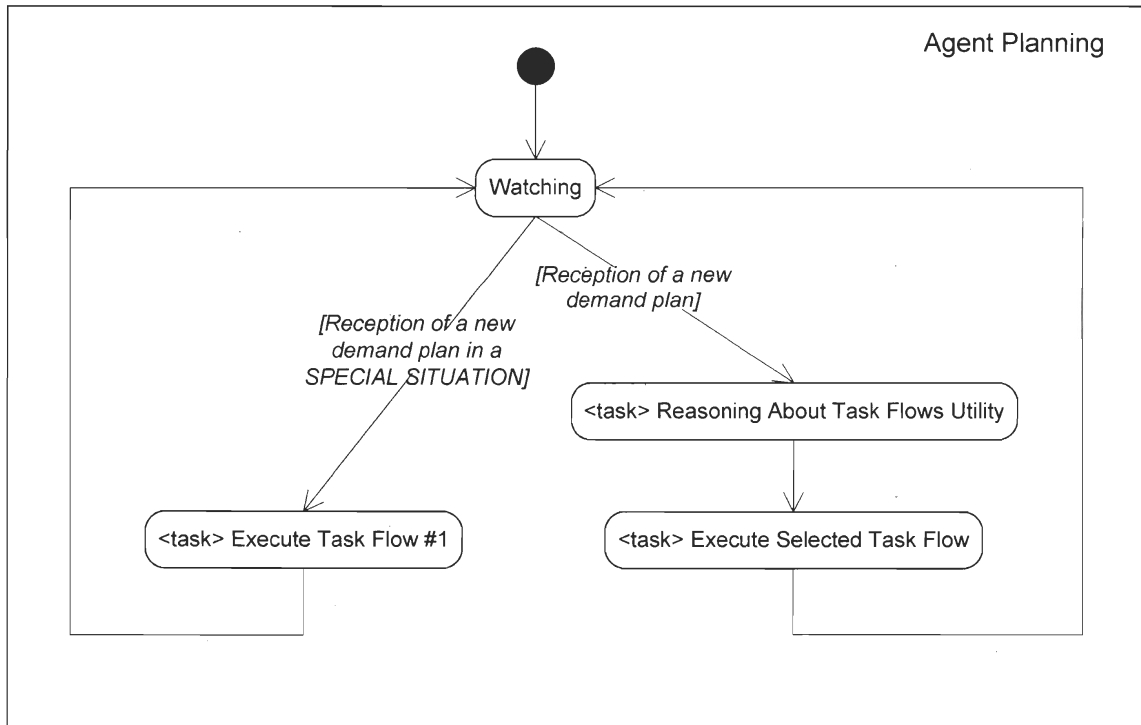 Agent Planning
Watching
[Reception of a new
demand plan]
[Reception of a new
demand plan in a
SPECIAL SITUATION]
<task> Reasoning About Task Flows Utility
<task> Execute Task Flow #1
<task> Execute Selected Task Flow